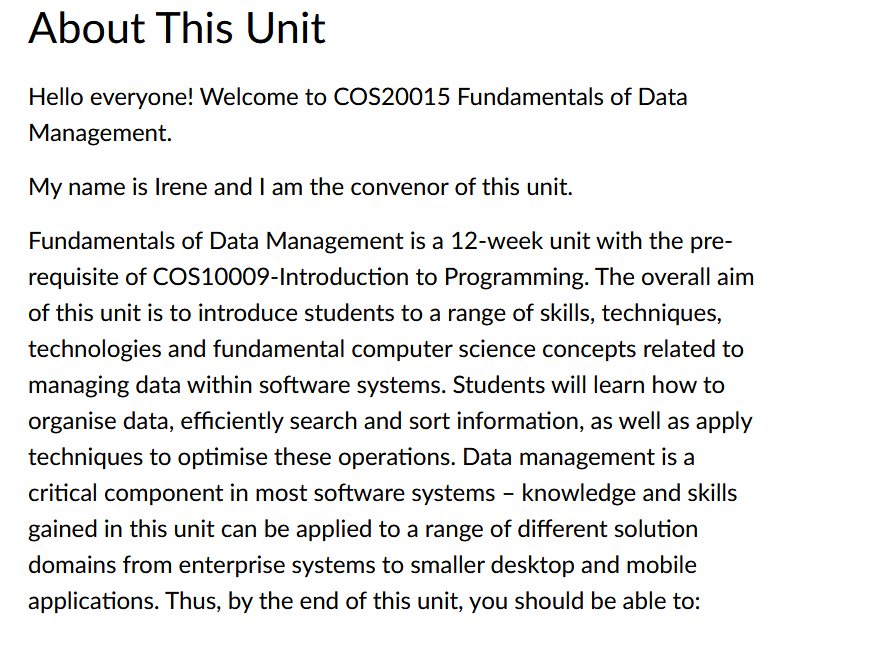 About This Unit
Hello everyone! Welcome to COS20015 Fundamentals of Data
Management.
My name is Irene and I am the convenor of this unit.
Fundamentals of Data Management is a 12-week unit with the pre-
requisite of COS10009-Introduction to Programming. The overall aim
of this unit is to introduce students to a range of skills, techniques,
technologies and fundamental computer science concepts related to
managing data within software systems. Students will learn how to
organise data, efficiently search and sort information, as well as apply
techniques to optimise these operations. Data management is a
critical component in most software systems – knowledge and skills
gained in this unit can be applied to a range of different solution
domains from enterprise systems to smaller desktop and mobile
applications. Thus, by the end of this unit, you should be able to: